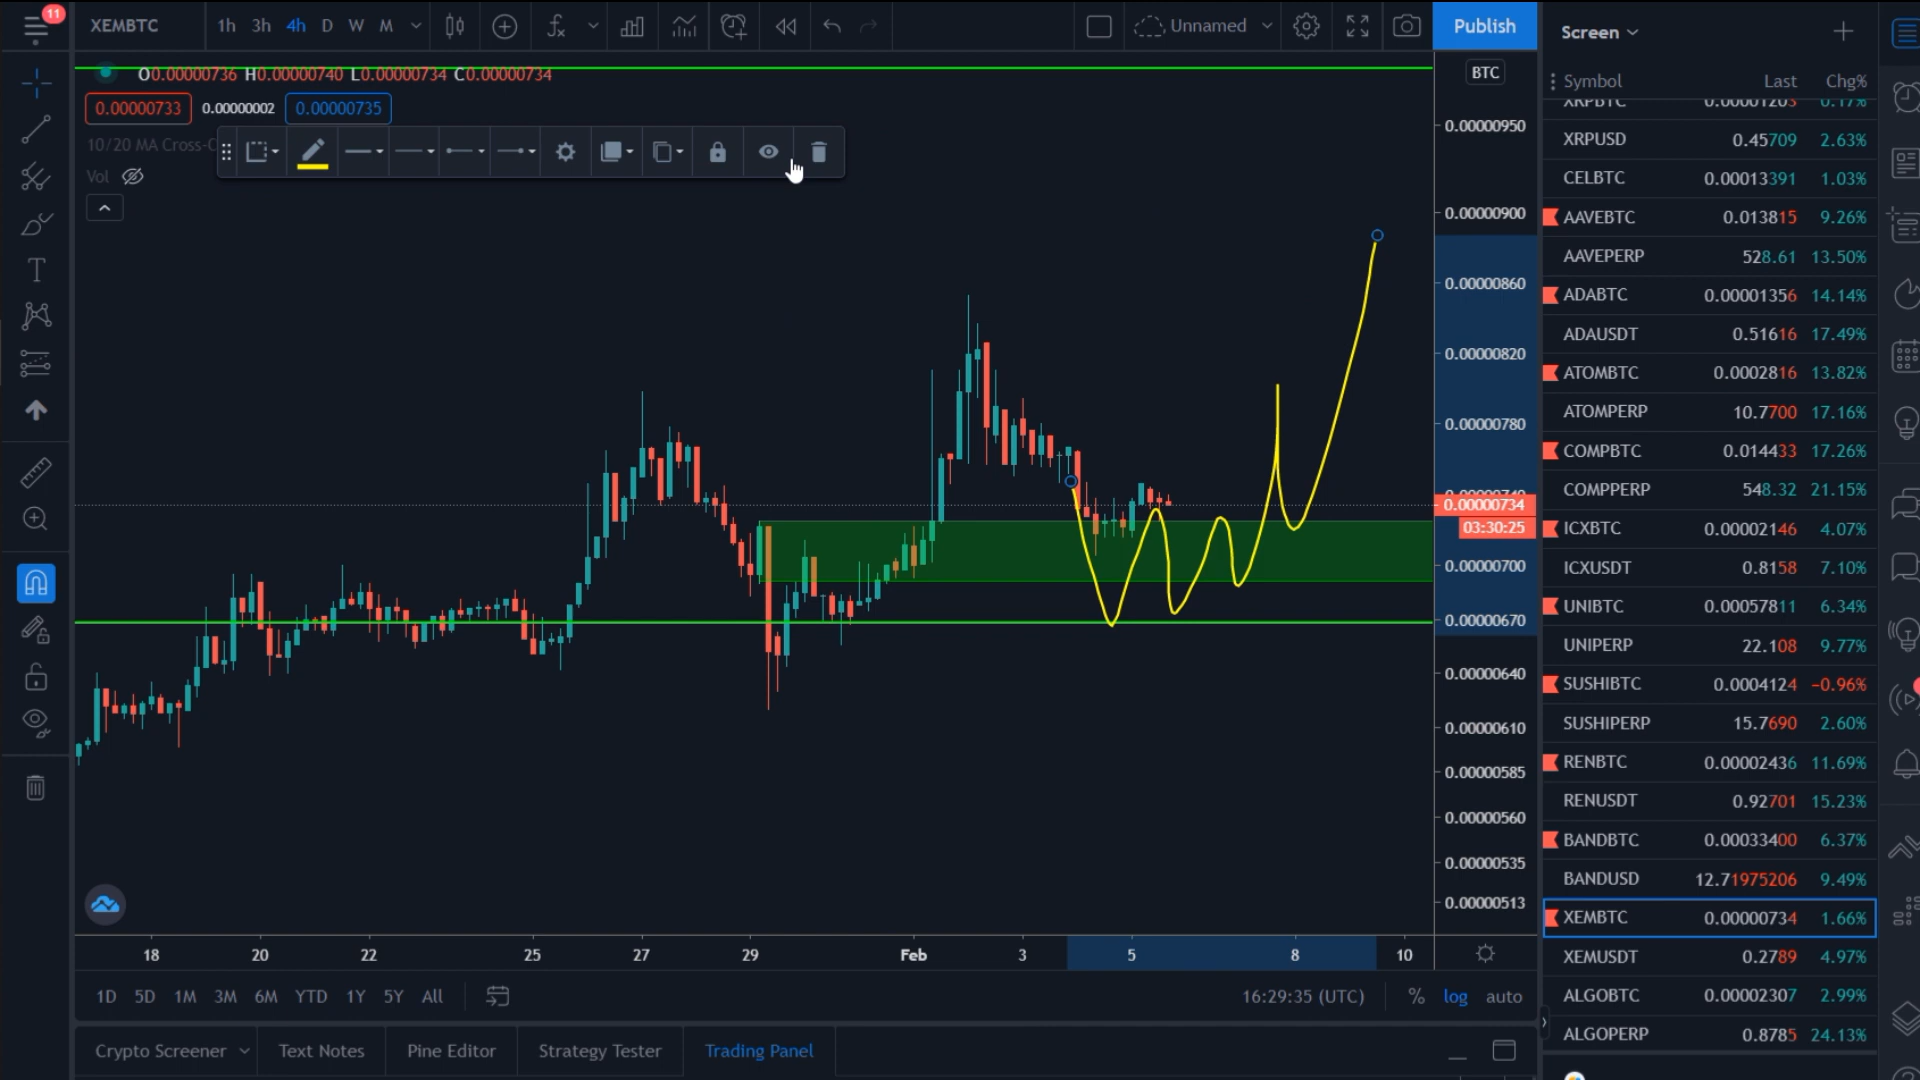 11
XEMBTC
1h 3h 4h D W M
Unnamed
Publish
Screen
O0.00000736 H0.00000740 L0.00000734 C0.00000734
0.00000733 0.00000002 0.00000735
10/20 MA Cross-
Vol
BTC
0.00000950
0.00000900
0.00000860
0.00000820
0.00000780
0.00000740
0.00000734
03:30:25
0.00000700
0.00000670
0.00000640
0.00000610
0.00000585
0.00000560
0.00000535
0.00000513
18 20 22 25 27 29 Feb 3 5 8 10
1D 5D 1M 3M 6M YTD 1Y 5Y All
16:29:35 (UTC) % log auto
Crypto Screener Text Notes Pine Editor Strategy Tester Trading Panel
Symbol Last Chg%
XRPBTC 0.00001203 0.17%
XRPUSD 0.45709 2.63%
CELBTC 0.00013391 1.03%
AAVEBTC 0.013815 9.26%
AAVEPERP 528.61 13.50%
ADABTC 0.00001356 14.14%
ADAUSDT 0.51616 17.49%
ATOMBTC 0.0002816 13.82%
ATOMPERP 10.7700 17.16%
COMPBTC 0.014433 17.26%
COMPPERP 548.32 21.15%
ICXBTC 0.00002146 4.07%
ICXUSDT 0.8158 7.10%
UNIBTC 0.00057811 6.34%
UNIPERP 22.108 9.77%
SUSHIBTC 0.0004124 −0.96%
SUSHIPERP 15.7690 2.60%
RENBTC 0.00002436 11.69%
RENUSDT 0.92701 15.23%
BANDBTC 0.00033400 6.37%
BANDUSD 12.71975206 9.49%
XEMBTC 0.00000734 1.66%
XEMUSDT 0.2789 4.97%
ALGOBTC 0.00002307 2.99%
ALGOPERP 0.8785 24.13%